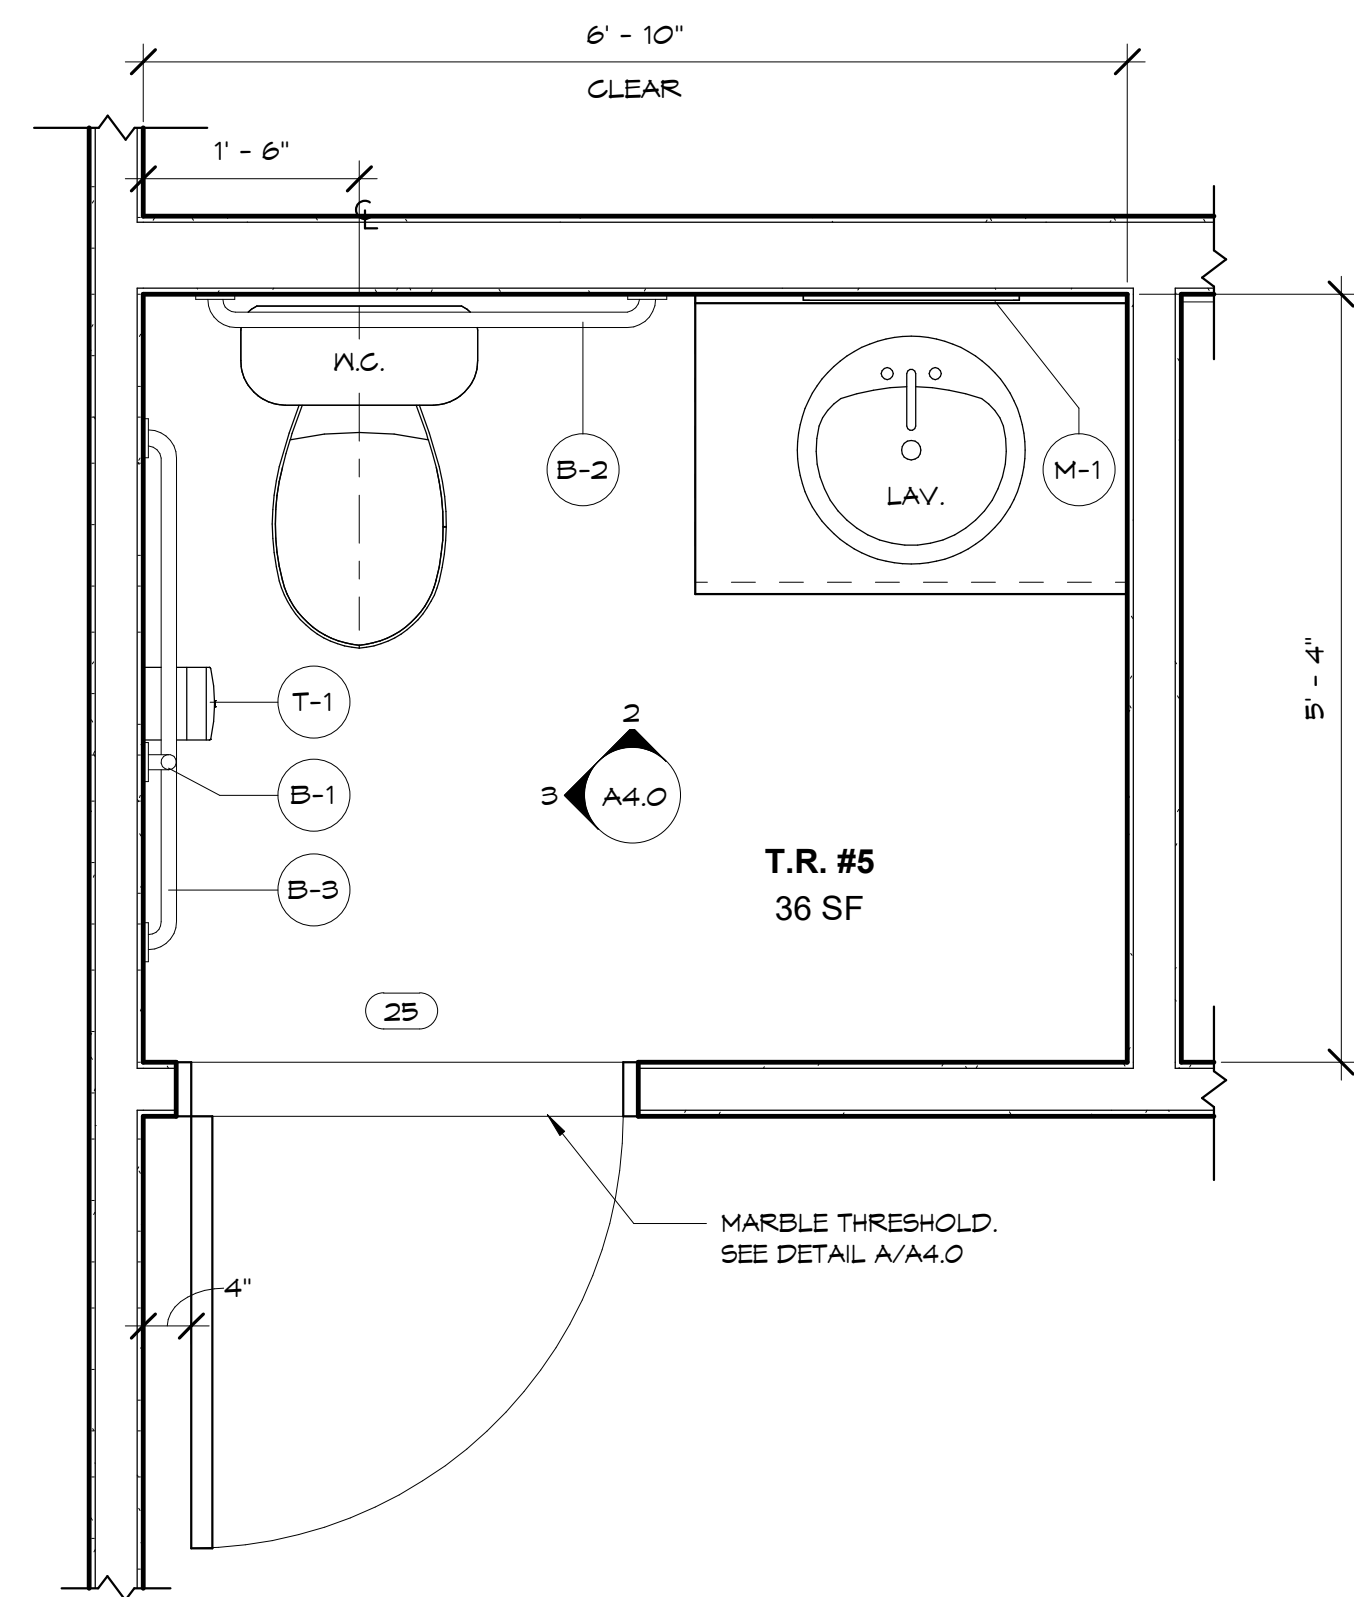 6' - 10"
CLEAR
1' - 6"
CL
W.C.
B-2
LAV.
M-1
5' - 4"
T-1
2
B-1
3
A4.0
B-3
T.R. #5
36 SF
25
MARBLE THRESHOLD.
SEE DETAIL A/A4.0
4"